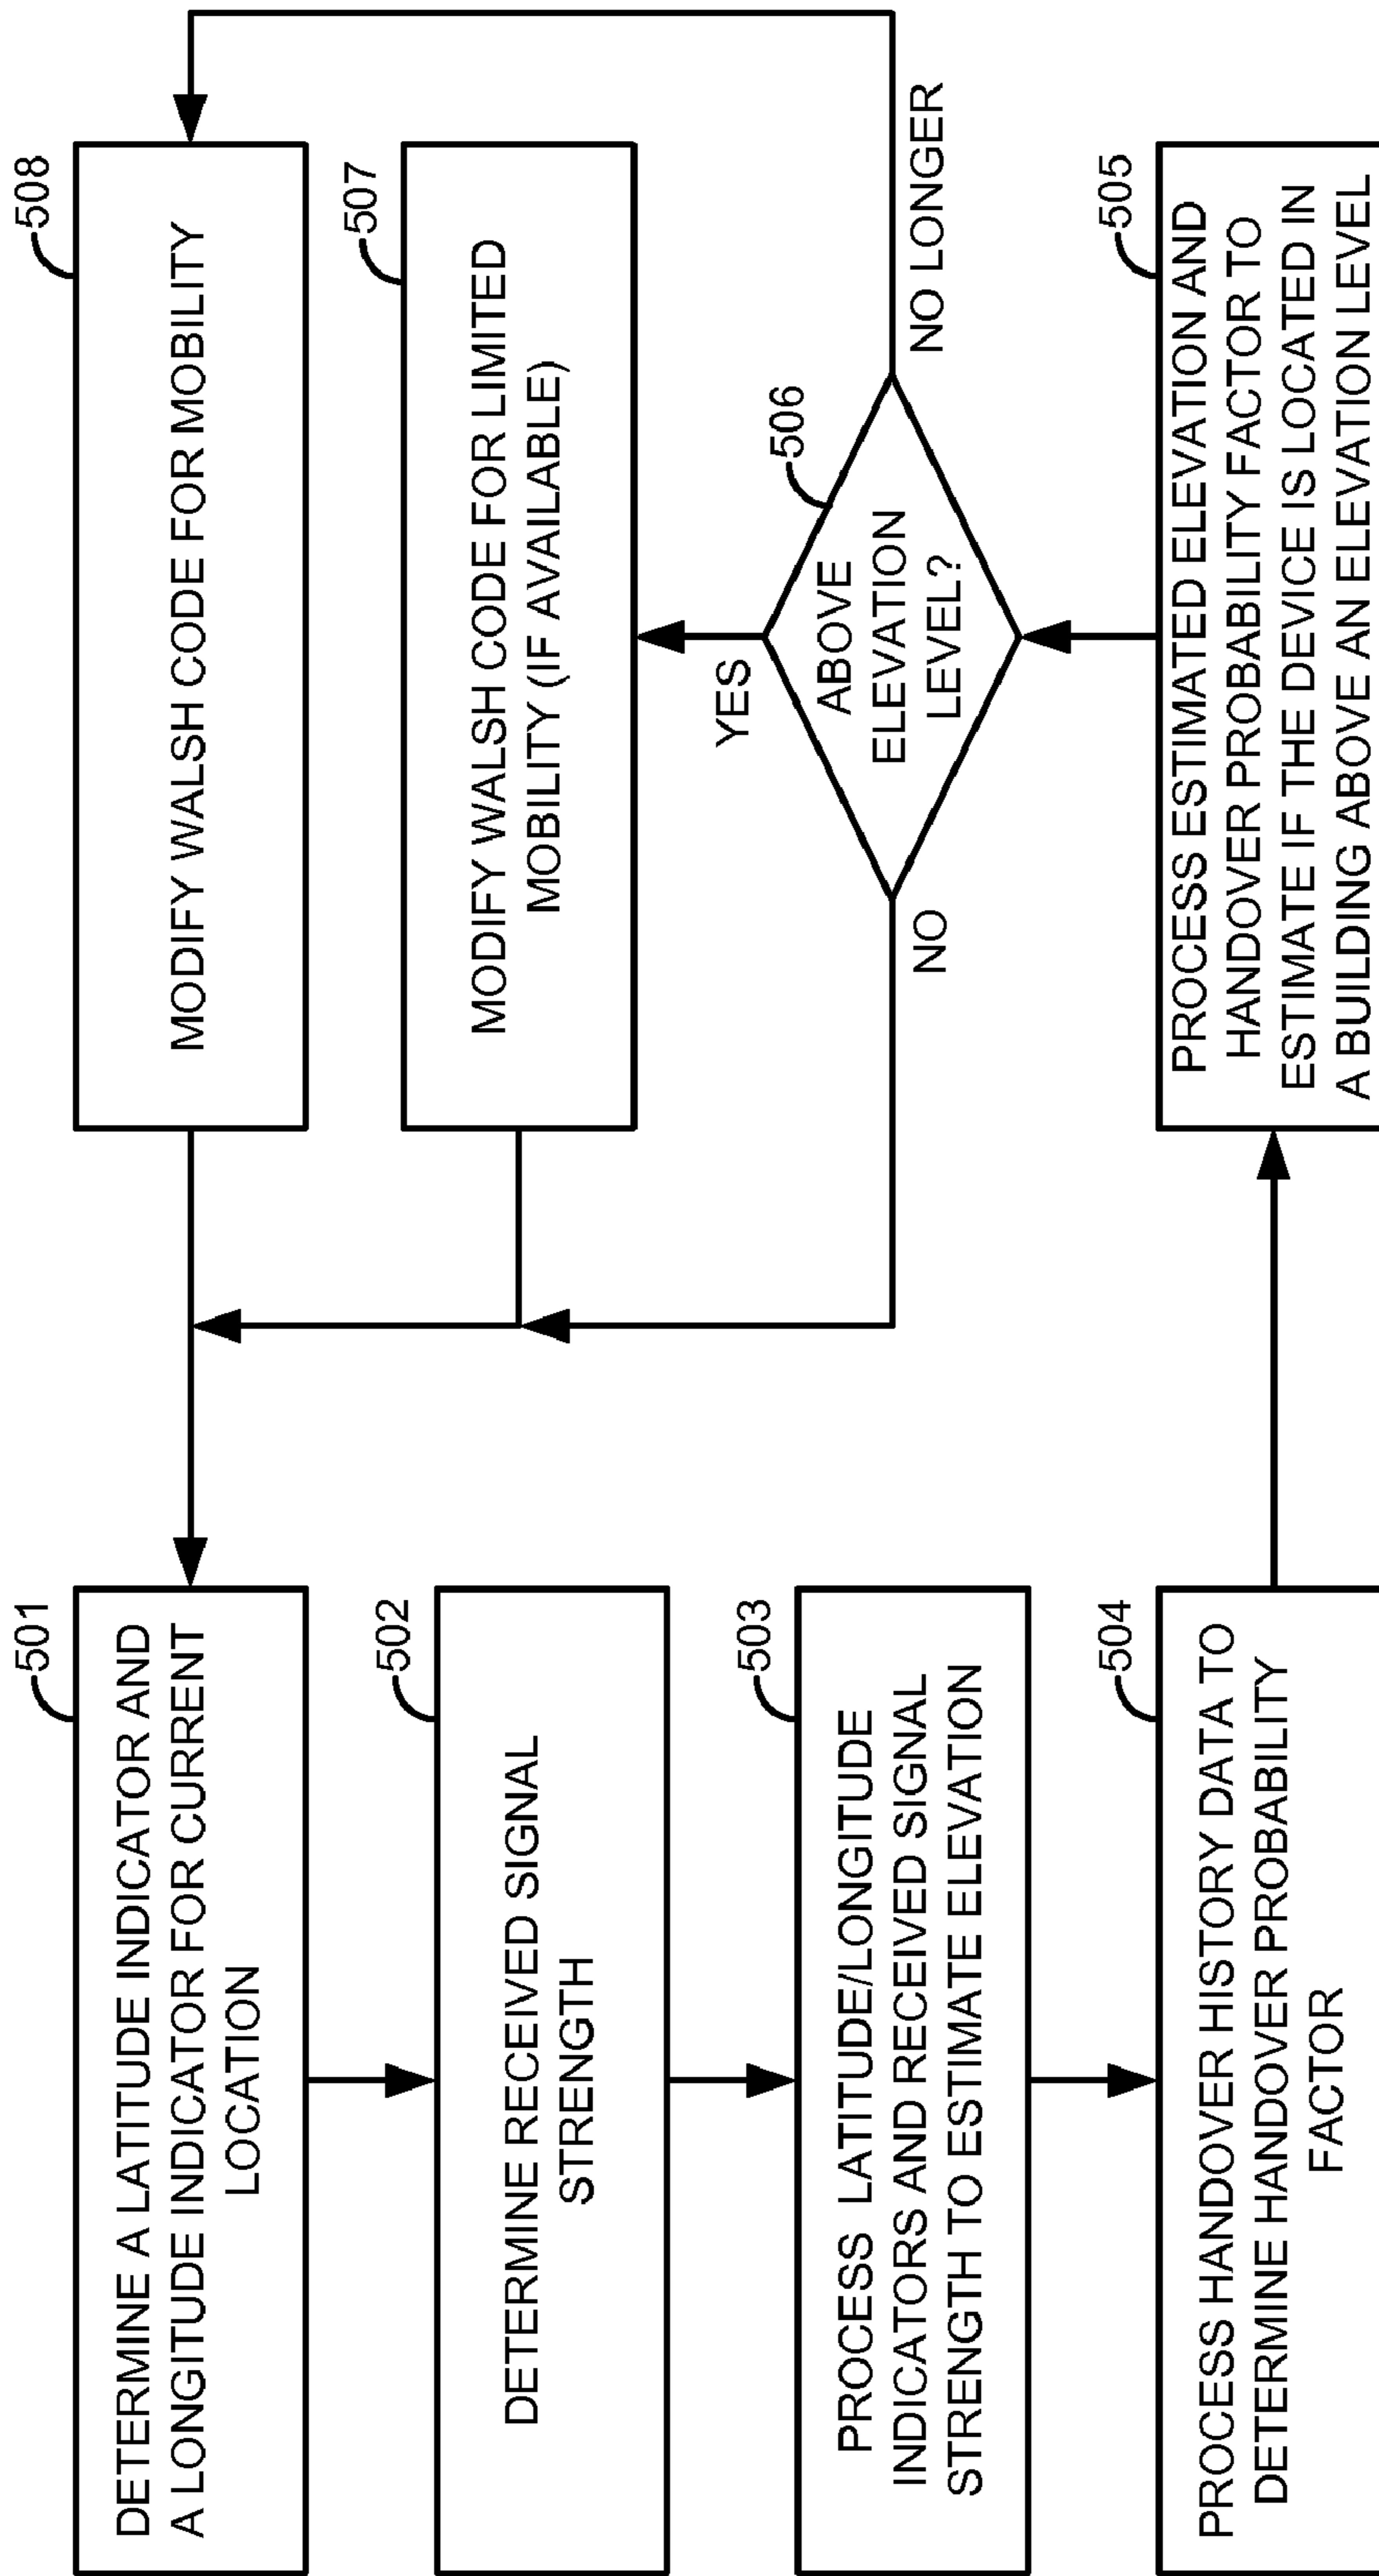 501
DETERMINE A LATITUDE INDICATOR AND
A LONGITUDE INDICATOR FOR CURRENT
LOCATION
502
DETERMINE RECEIVED SIGNAL
STRENGTH
503
PROCESS LATITUDE/LONGITUDE
INDICATORS AND RECEIVED SIGNAL
STRENGTH TO ESTIMATE ELEVATION
504
PROCESS HANDOVER HISTORY DATA TO
DETERMINE HANDOVER PROBABILITY
FACTOR
508
MODIFY WALSH CODE FOR MOBILITY
507
MODIFY WALSH CODE FOR LIMITED
MOBILITY (IF AVAILABLE)
YES
506
ABOVE
ELEVATION
LEVEL?
NO
NO LONGER
505
PROCESS ESTIMATED ELEVATION AND
HANDOVER PROBABILITY FACTOR TO
ESTIMATE IF THE DEVICE IS LOCATED IN
A BUILDING ABOVE AN ELEVATION LEVEL